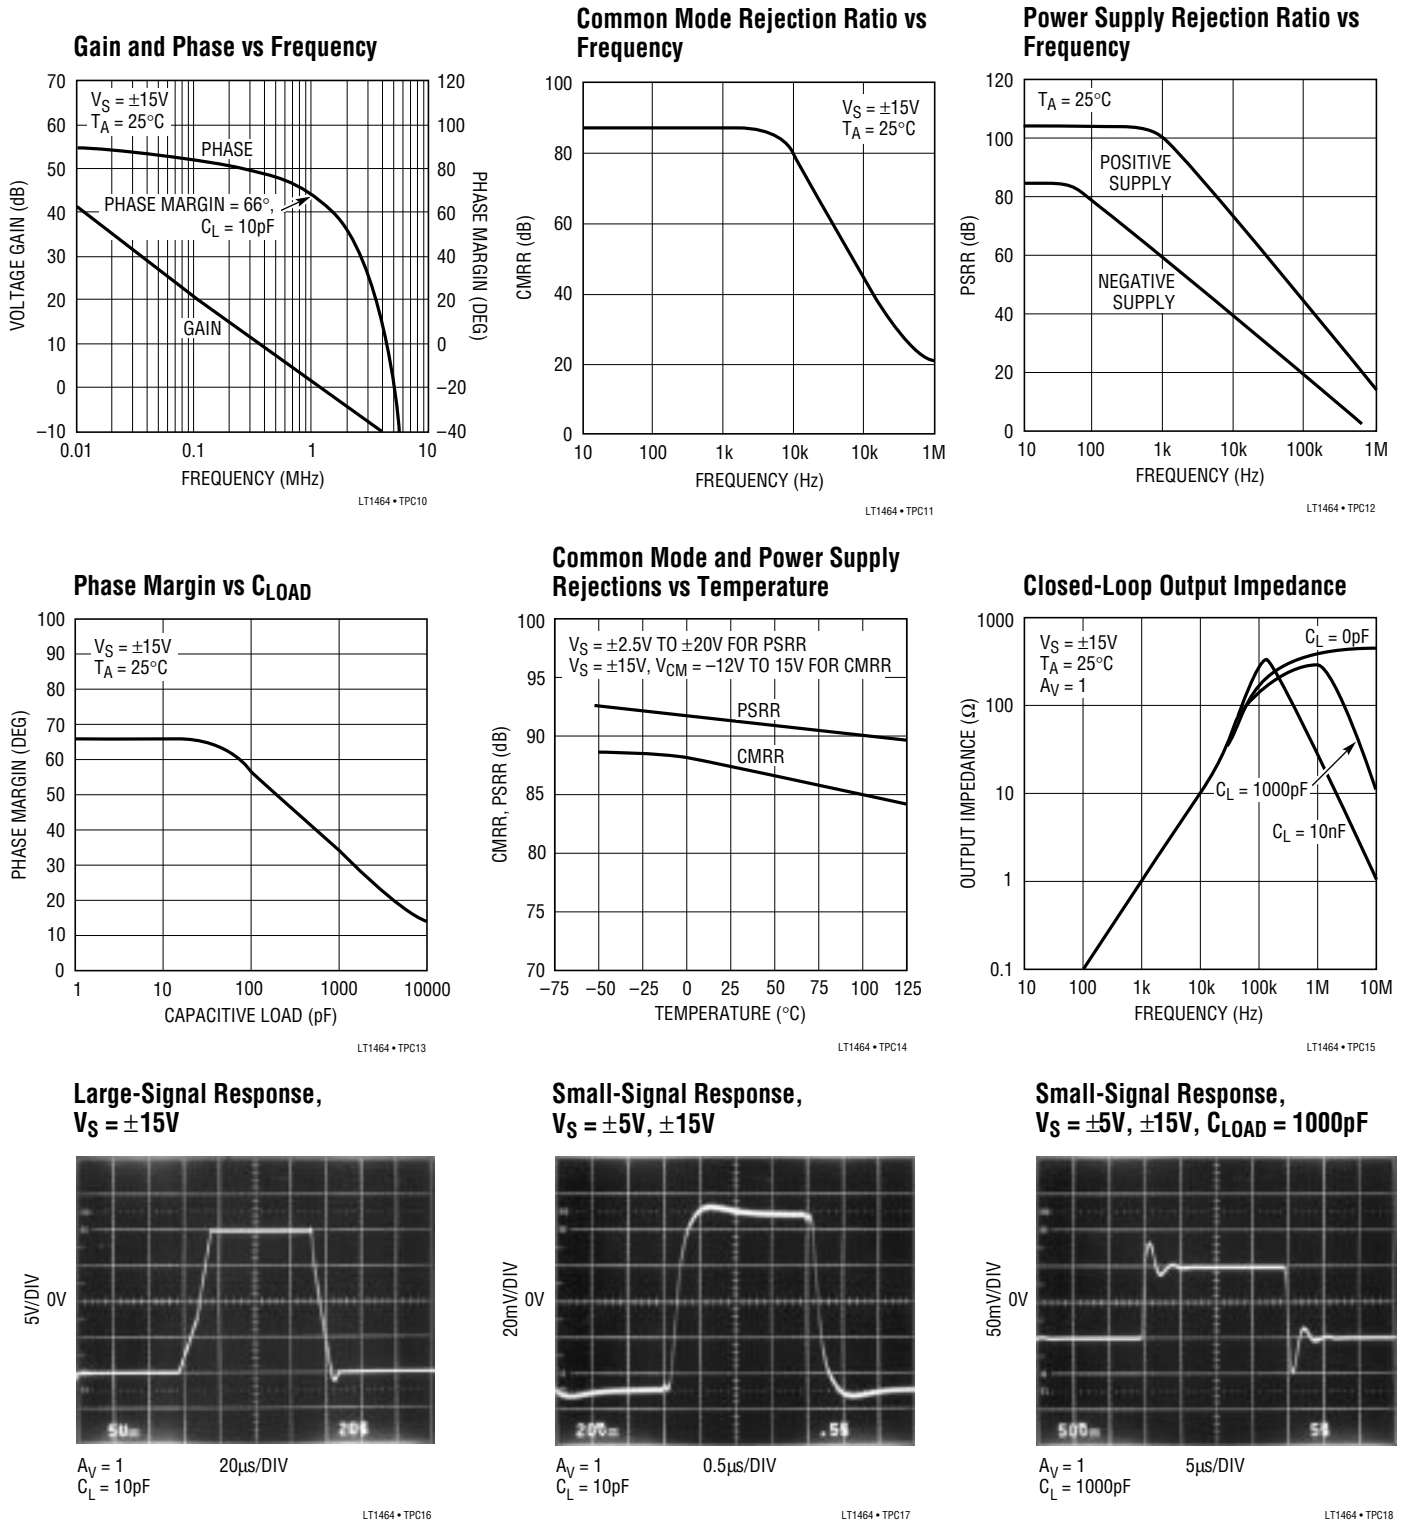 Gain and Phase vs Frequency
70
60
50
40
30
20
10
0
–10
VOLTAGE GAIN (dB)
VS = ±15V
TA = 25°C
PHASE
PHASE MARGIN = 66°,
CL = 10pF
GAIN
120
100
80
60
40
20
0
–20
–40
PHASE MARGIN (DEG)
0.01
0.1
1
10
FREQUENCY (MHz)
LT1464 • TPC10
Common Mode Rejection Ratio vs
Frequency
100
80
60
40
20
0
CMRR (dB)
VS = ±15V
TA = 25°C
10
100
1k
10k
10k
1M
FREQUENCY (Hz)
LT1464 • TPC11
Power Supply Rejection Ratio vs
Frequency
120
100
80
60
40
20
0
PSRR (dB)
TA = 25°C
POSITIVE
SUPPLY
NEGATIVE
SUPPLY
10
100
1k
10k
100k
1M
FREQUENCY (Hz)
LT1464 • TPC12
Phase Margin vs CLOAD
100
90
80
70
60
50
40
30
20
10
0
PHASE MARGIN (DEG)
VS = ±15V
TA = 25°C
1
10
100
1000
10000
CAPACITIVE LOAD (pF)
LT1464 • TPC13
Common Mode and Power Supply
Rejections vs Temperature
100
95
90
85
80
75
70
CMRR, PSRR (dB)
VS = ±2.5V TO ±20V FOR PSRR
VS = ±15V, VCM = –12V TO 15V FOR CMRR
PSRR
CMRR
–75
–50
–25
0
25
50
75
100
125
TEMPERATURE (°C)
LT1464 • TPC14
Closed-Loop Output Impedance
1000
100
10
1
0.1
OUTPUT IMPEDANCE (Ω)
VS = ±15V
TA = 25°C
AV = 1
CL = 0pF
CL = 1000pF
CL = 10nF
10
100
1k
10k
100k
1M
10M
FREQUENCY (Hz)
LT1464 • TPC15
Large-Signal Response,
VS = ±15V
5V/DIV
0V
AV = 1
CL = 10pF
20µs/DIV
LT1464 • TPC16
Small-Signal Response,
VS = ±5V, ±15V
20mV/DIV
0V
AV = 1
CL = 10pF
0.5µs/DIV
LT1464 • TPC17
Small-Signal Response,
VS = ±5V, ±15V, CLOAD = 1000pF
50mV/DIV
0V
AV = 1
CL = 1000pF
5µs/DIV
LT1464 • TPC18